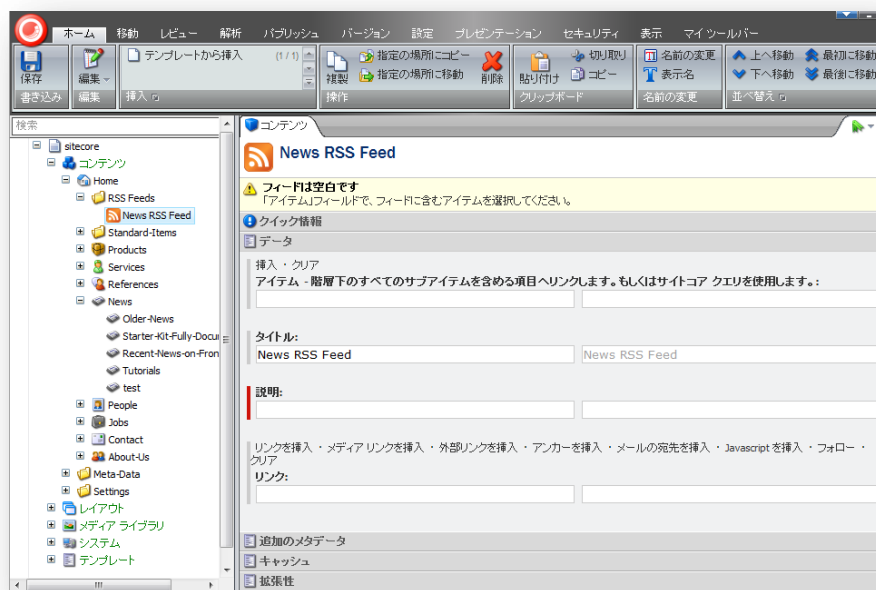 ホーム 移動 レビュー 解析 パブリッシュ バージョン 設定 プレゼンテーション セキュリティ 表示 マイ ツールバー
テンプレートから挿入 (1 / 1) 指定の場所にコピー 切り取り 名前の変更 上へ移動 最初に移動
保存 編集 複製 指定の場所に移動 削除 貼り付け コピー 表示名 下へ移動 最後に移動
書き込み 編集 挿入 操作 クリップボード 名前の変更 並べ替え
検索
sitecore
コンテンツ
Home
RSS Feeds
News RSS Feed
Standard-Items
Products
Services
References
News
Older-News
Starter-Kit-Fully-Docu
Recent-News-on-Fron
Tutorials
test
People
Jobs
Contact
About-Us
Meta-Data
Settings
レイアウト
メディア ライブラリ
システム
テンプレート
コンテンツ
News RSS Feed
フィードは空白です
「アイテム」フィールドで、フィードに含むアイテムを選択してください。
クイック情報
データ
挿入 ・ クリア
アイテム - 階層下のすべてのサブアイテムを含める項目へリンクします。もしくはサイトコア クエリを使用します。:
タイトル:
News RSS Feed News RSS Feed
説明:
リンクを挿入 ・ メディア リンクを挿入 ・ 外部リンクを挿入 ・ アンカーを挿入 ・ メールの宛先を挿入 ・ Javascript を挿入 ・ フォロー ・
クリア
リンク:
追加のメタデータ
キャッシュ
拡張性